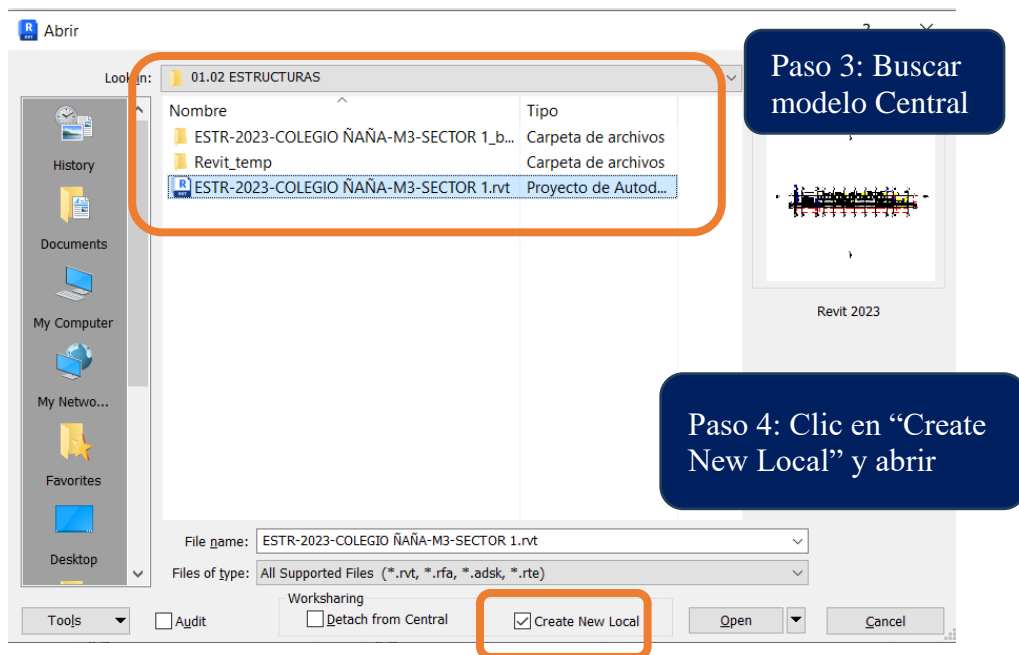 Abrir
Look in: 01.02 ESTRUCTURAS
Paso 3: Buscar
modelo Central
Nombre Tipo
ESTR-2023-COLEGIO ÑAÑA-M3-SECTOR 1_b... Carpeta de archivos
Revit_temp Carpeta de archivos
ESTR-2023-COLEGIO ÑAÑA-M3-SECTOR 1.rvt Proyecto de Autod...
History
Documents
My Computer
My Netwo...
Favorites
Desktop
Revit 2023
Paso 4: Clic en “Create
New Local” y abrir
File name: ESTR-2023-COLEGIO ÑAÑA-M3-SECTOR 1.rvt
Files of type: All Supported Files (*.rvt, *.rfa, *.adsk, *.rte)
Worksharing
Tools Audit Detach from Central Create New Local Open Cancel